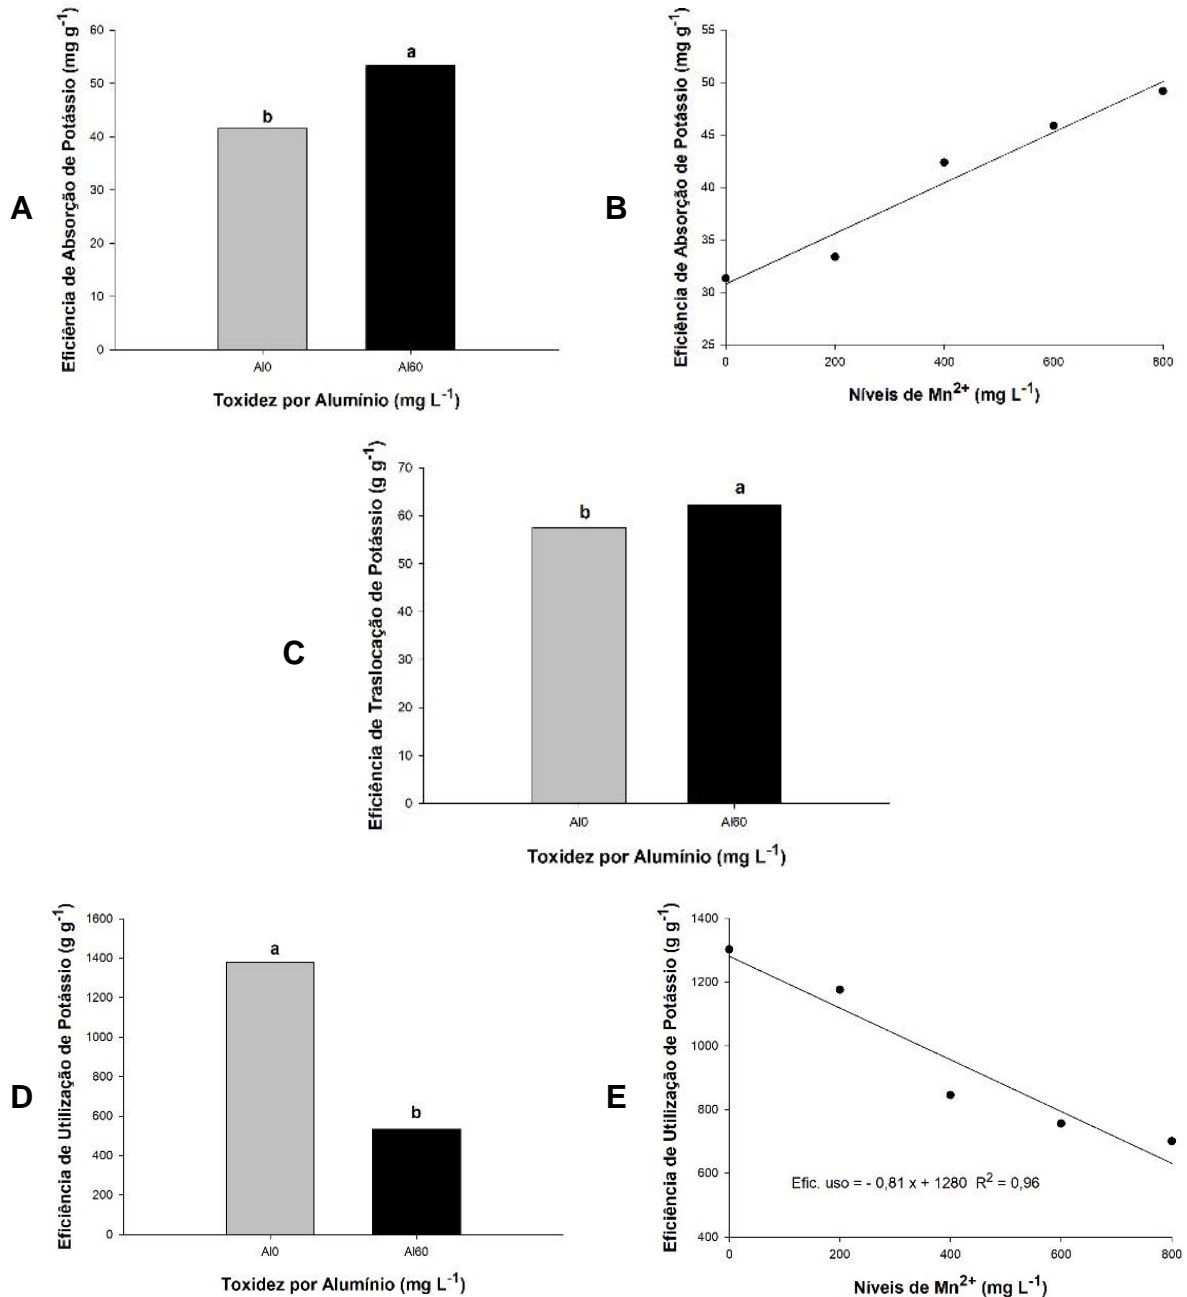 A
Eficiência de Absorção de Potássio (mg g-1)
60
50
40
30
20
10
0
b
a
Al0
Al60
Toxidez por Alumínio (mg L-1)
B
Eficiência de Absorção de Potássio (mg g-1)
55
50
45
40
35
30
25
0 200 400 600 800
Níveis de Mn2+ (mg L-1)
C
Eficiência de Traslocação de Potássio (g g-1)
70
60
50
40
30
20
10
0
b
a
Al0
Al60
Toxidez por Alumínio (mg L-1)
D
Eficiência de Utilização de Potássio (g g-1)
1600
1400
1200
1000
800
600
400
200
0
a
b
Al0
Al60
Toxidez por Alumínio (mg L-1)
E
Eficiência de Utilização de Potássio (g g-1)
1400
1200
1000
800
600
400
Efic. uso = - 0,81 x + 1280 R2 = 0,96
0 200 400 600 800
Níveis de Mn2+ (mg L-1)